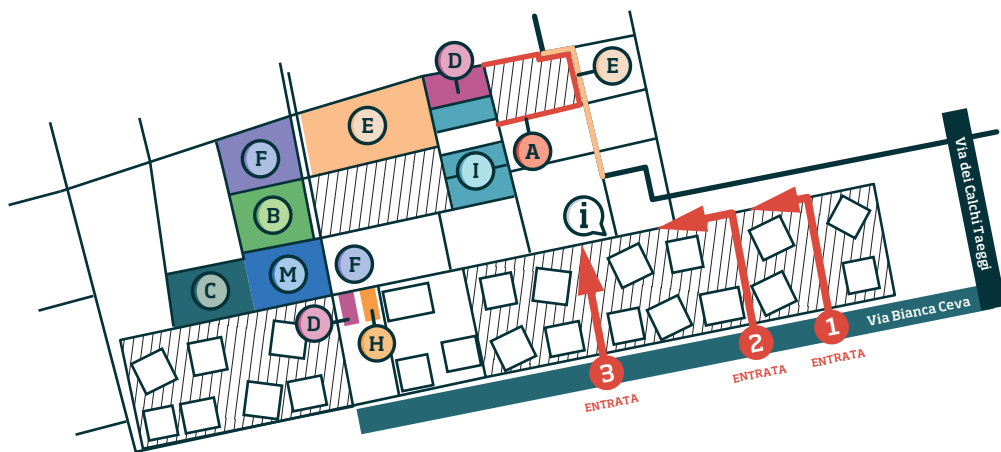 D
E
E
A
F
I
B
i
F
M
C
D
H
Via dei Calchi Taeggi
Via Bianca Ceva
1
ENTRATA
2
ENTRATA
3
ENTRATA